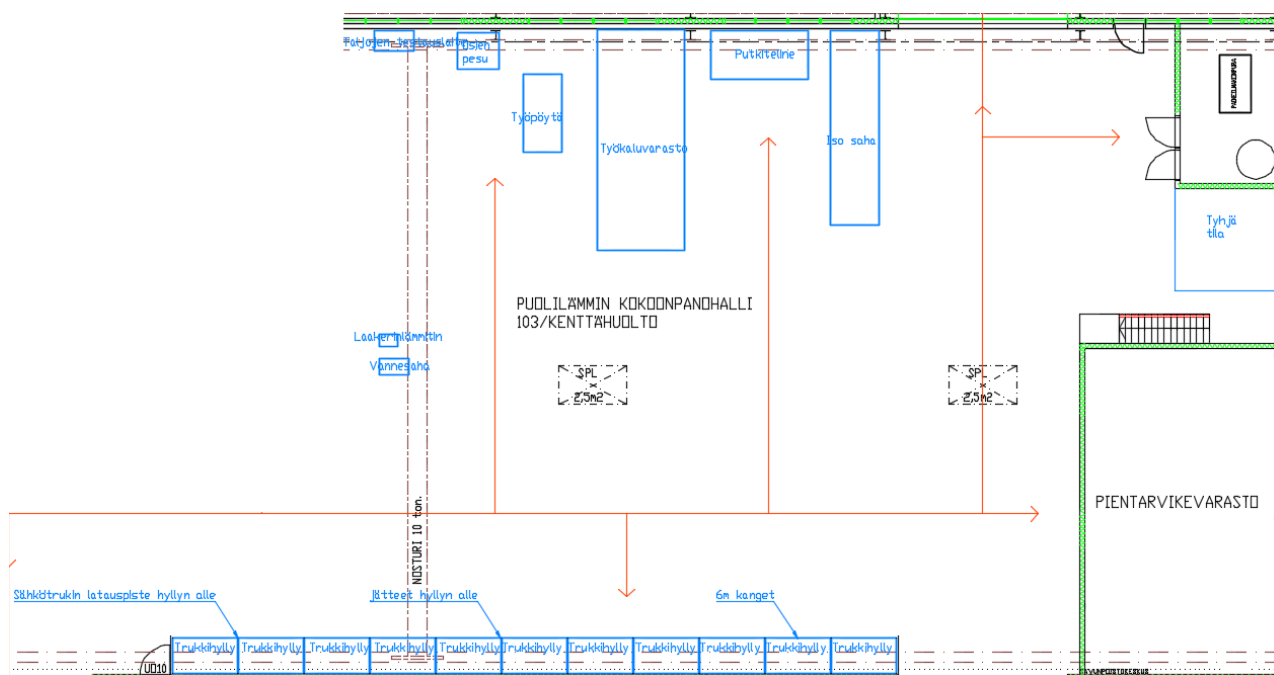 Osien
pesu
Putkiteline
Työpöytä
Työkaluvarasto
Iso saha
Tyhjä
tila
PUOLILÄMMIN KOKOONPANOHALLI
103/KENTTÄHUOLTO
Laakerinlämmitin
Vannesaha
SPL
2,5m2
SPL
2,5m2
PIENTARVIKEVARASTO
NOSTURI 10 ton.
Sähkötrukin latauspiste hyllyn alle
Jätteet hyllyn alle
6m kanget
Trukkihylly
Trukkihylly
Trukkihylly
Trukkihylly
Trukkihylly
Trukkihylly
Trukkihylly
Trukkihylly
Trukkihylly
Trukkihylly
Trukkihylly
UO10